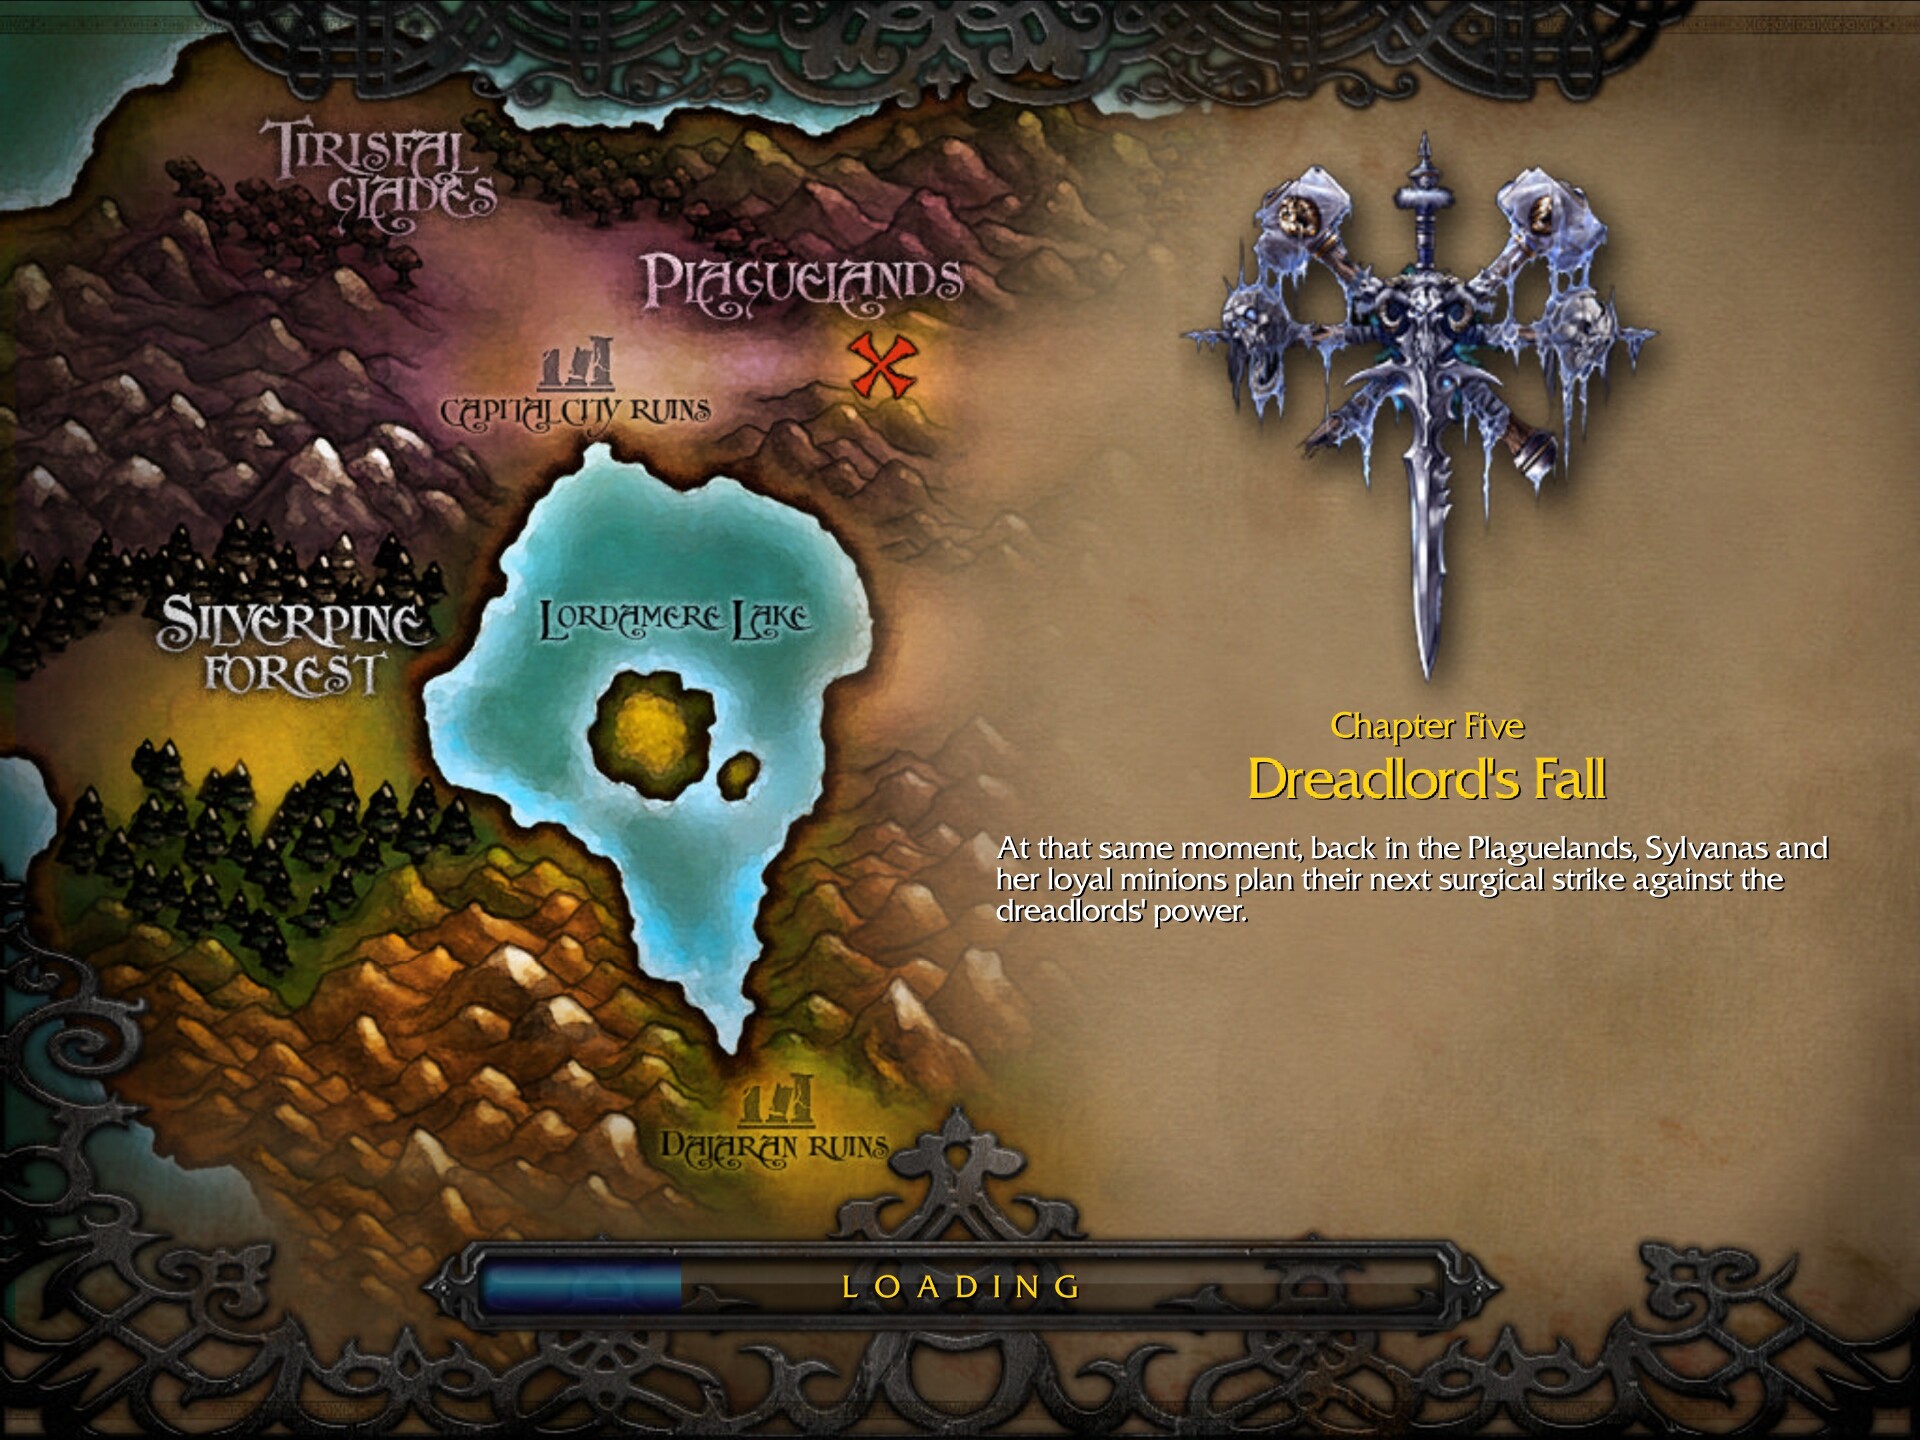 Tirisfal
Glades
Plaguelands
Capital City Ruins
Silverpine
Forest
Lordamere Lake
Dalaran Ruins
Chapter Five
Dreadlord's Fall
At that same moment, back in the Plaguelands, Sylvanas and
her loyal minions plan their next surgical strike against the
dreadlords' power.
LOADING